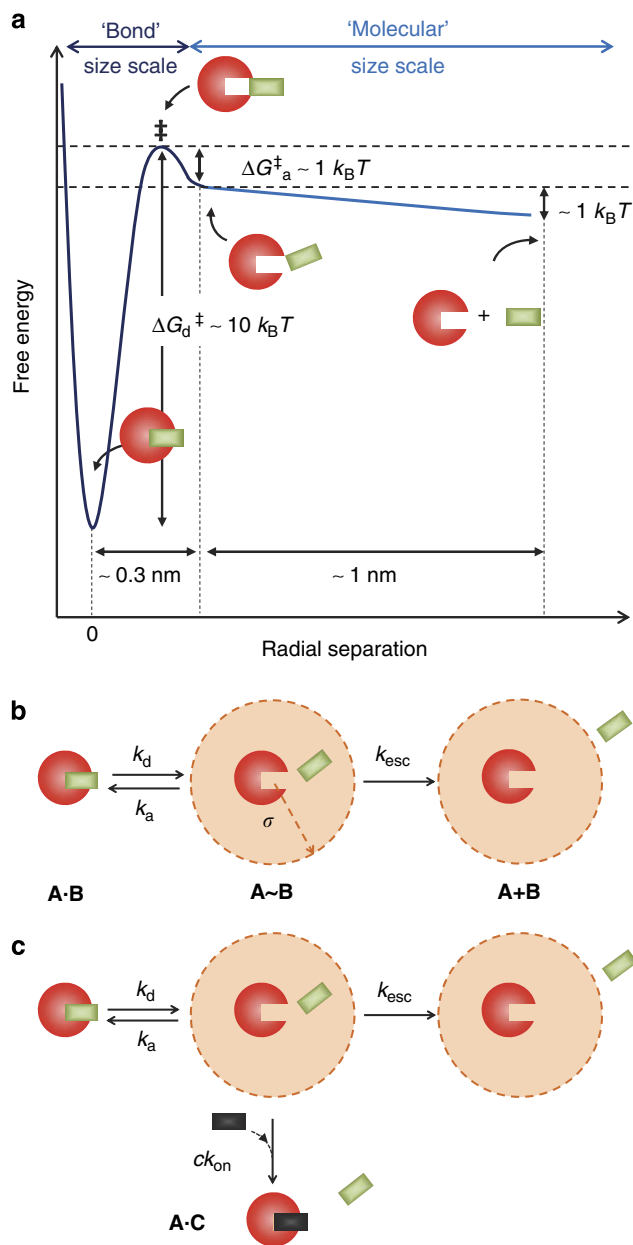 a
‘Bond’
‘Molecular’
size scale
size scale
‡
ΔG‡a ~ 1 kBT
~ 1 kBT
Free energy
ΔGd‡ ~ 10 kBT
+
~ 0.3 nm
~ 1 nm
0
Radial separation
b
kd
ka
σ
kesc
A·B
A~B
A+B
c
kd
ka
kesc
ckon
A·C